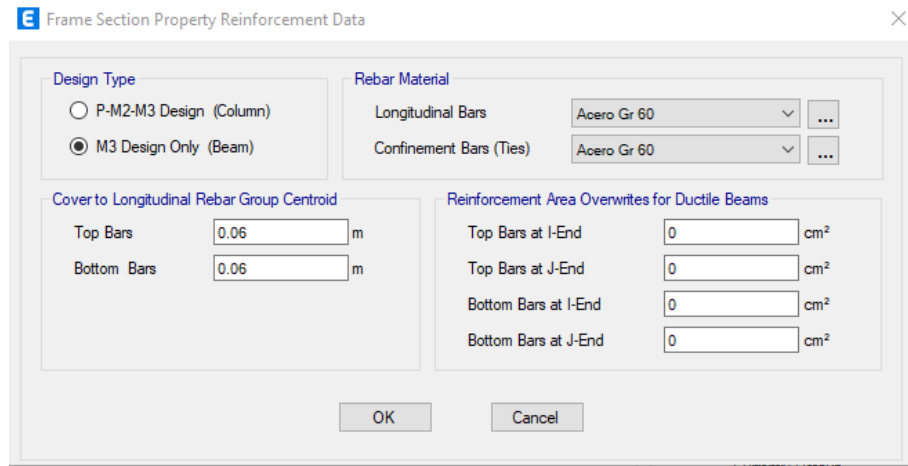 E Frame Section Property Reinforcement Data
Design Type
P-M2-M3 Design (Column)
M3 Design Only (Beam)
Rebar Material
Longitudinal Bars Acero Gr 60 ...
Confinement Bars (Ties) Acero Gr 60 ...
Cover to Longitudinal Rebar Group Centroid
Top Bars 0.06 m
Bottom Bars 0.06 m
Reinforcement Area Overwrites for Ductile Beams
Top Bars at I-End 0 cm²
Top Bars at J-End 0 cm²
Bottom Bars at I-End 0 cm²
Bottom Bars at J-End 0 cm²
OK Cancel